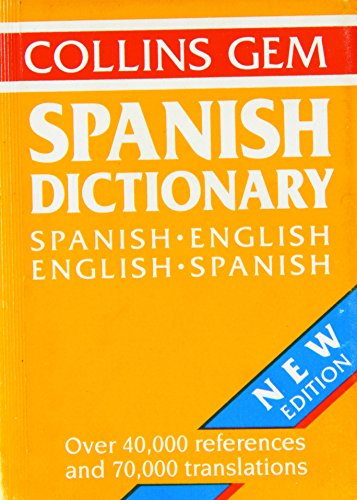 COLLINS GEM
SPANISH
DICTIONARY
SPANISH·ENGLISH
ENGLISH·SPANISH
NEW
EDITION
Over 40,000 references
and 70,000 translations